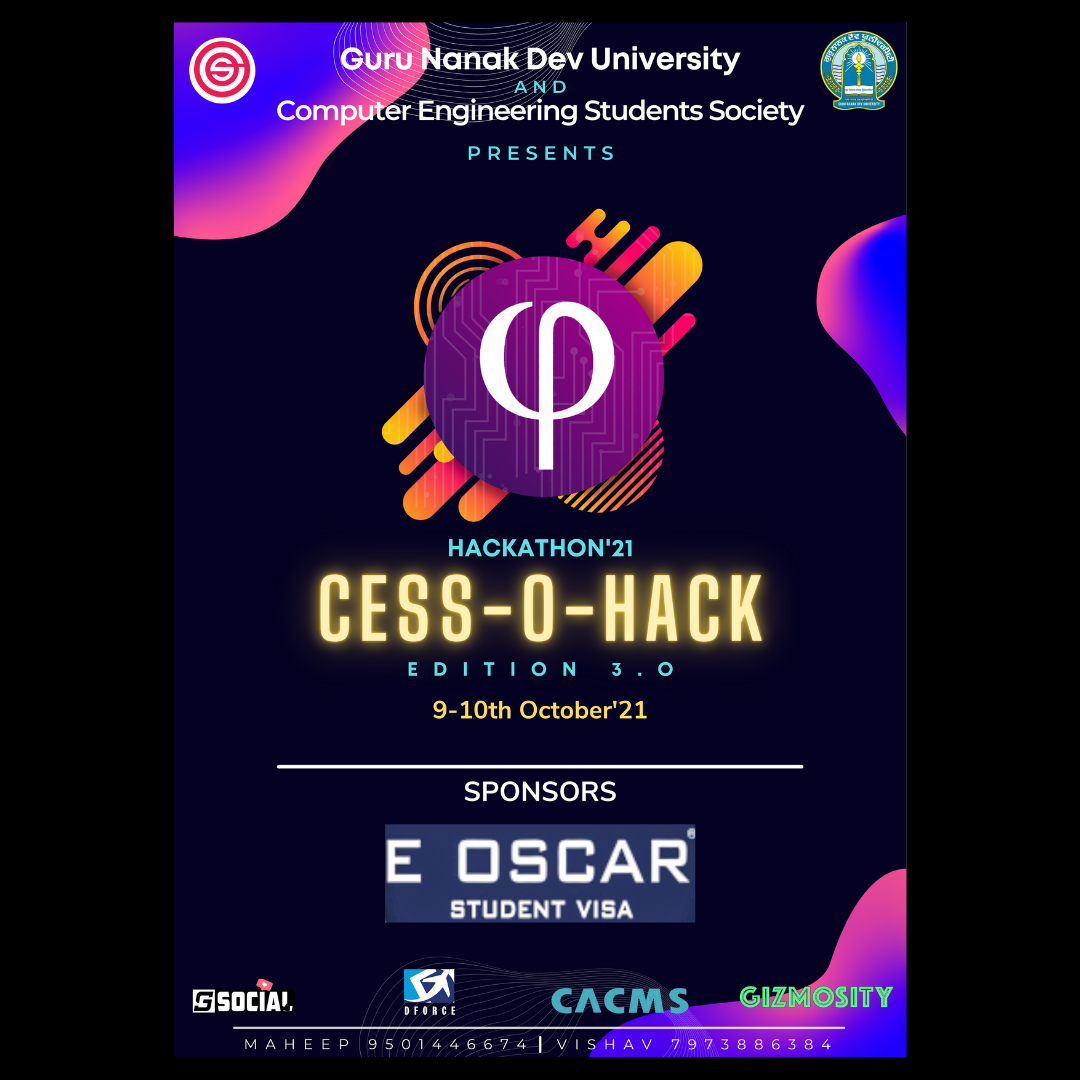 Guru Nanak Dev University
AND
Computer Engineering Students Society
PRESENTS
φ
HACKATHON'21
CESS-O-HACK
EDITION 3.O
9-10th October'21
SPONSORS
E OSCAR®
STUDENT VISA
SOCIAL
DFORCE
CACMS
GIZMOSITY
MAHEEP 9501446674 | VISHAV 7973886384